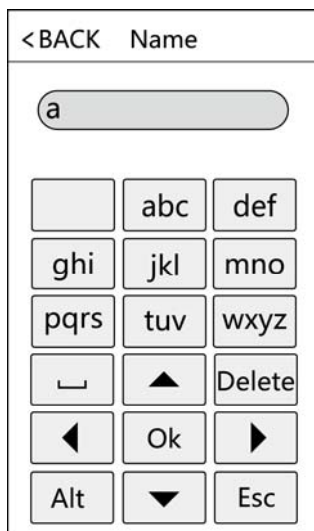 <BACK Name
a
abc def
ghi jkl mno
pqrs tuv wxyz
Delete
Ok
Alt Esc